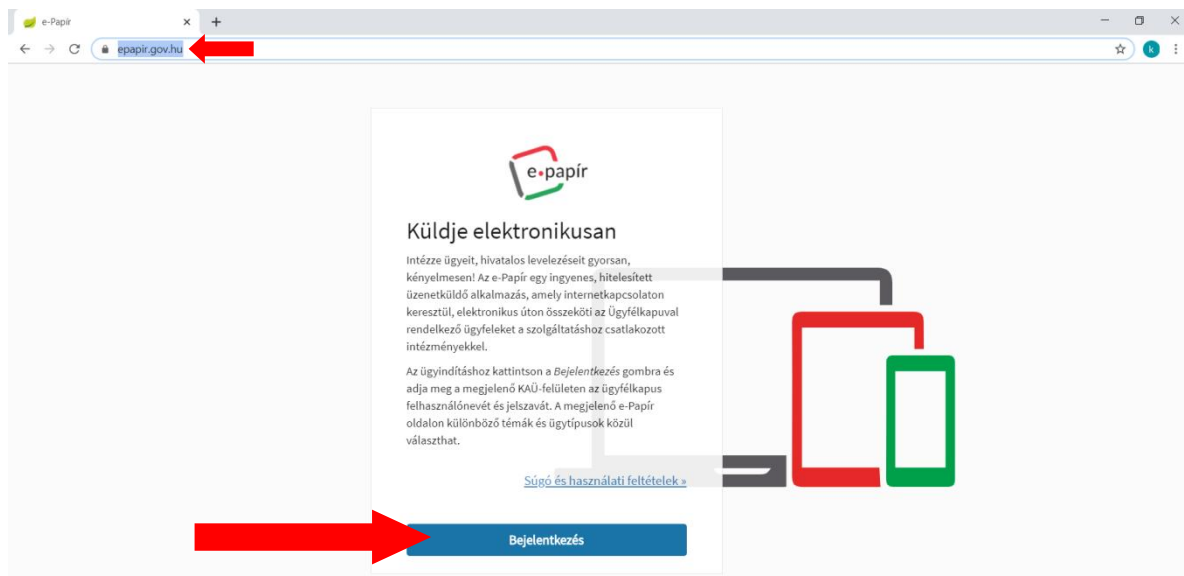 e-Papír
epapir.gov.hu
k
e•papír
Küldje elektronikusan
Intézze ügyeit, hivatalos levelezéseit gyorsan,
kényelmesen! Az e-Papír egy ingyenes, hitelesített
üzenetküldő alkalmazás, amely internetkapcsolaton
keresztül, elektronikus úton összeköti az Ügyfélkapuval
rendelkező ügyfeleket a szolgáltatáshoz csatlakozott
intézményekkel.
Az ügyindításhoz kattintson a Bejelentkezés gombra és
adja meg a megjelenő KAÜ-felületen az ügyfélkapus
felhasználónevét és jelszavát. A megjelenő e-Papír
oldalon különböző témák és ügytípusok közül
választhat.
Súgó és használati feltételek »
Bejelentkezés